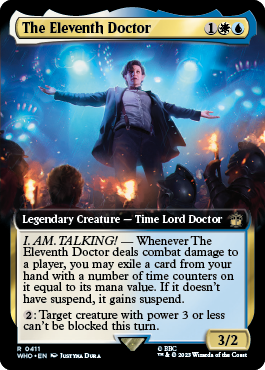 The Eleventh Doctor 1
Legendary Creature — Time Lord Doctor
I. AM. TALKING! — Whenever The
Eleventh Doctor deals combat damage to
a player, you may exile a card from your
hand with a number of time counters on
it equal to its mana value. If it doesn't
have suspend, it gains suspend.
2: Target creature with power 3 or less
can't be blocked this turn.
3/2
R 0411
WHO • EN Justyna Dura
© BBC
™ & © 2023 Wizards of the Coast